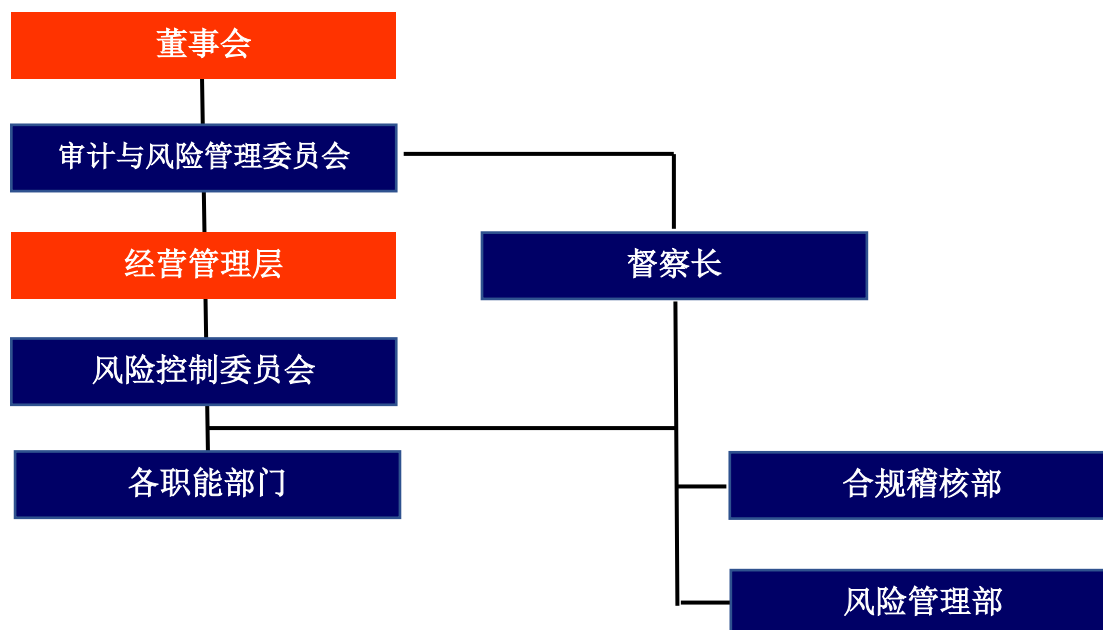 董事会
审计与风险管理委员会
经营管理层
督察长
风险控制委员会
各职能部门
合规稽核部
风险管理部